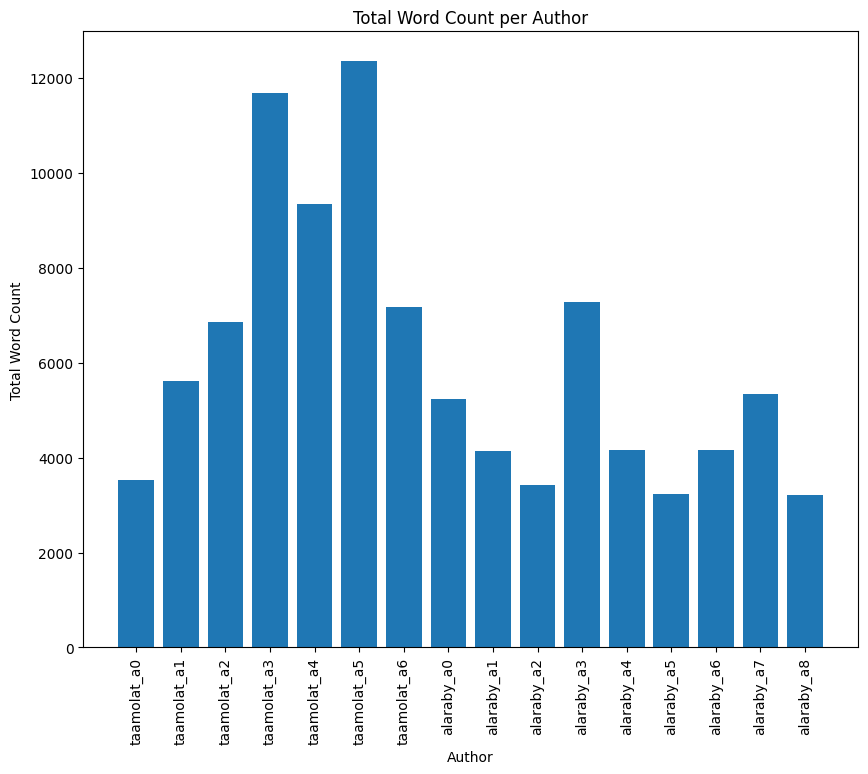 Total Word Count per Author
Total Word Count
12000
10000
8000
6000
4000
2000
0
taamolat_a0
taamolat_a1
taamolat_a2
taamolat_a3
taamolat_a4
taamolat_a5
taamolat_a6
alaraby_a0
alaraby_a1
alaraby_a2
alaraby_a3
alaraby_a4
alaraby_a5
alaraby_a6
alaraby_a7
alaraby_a8
Author